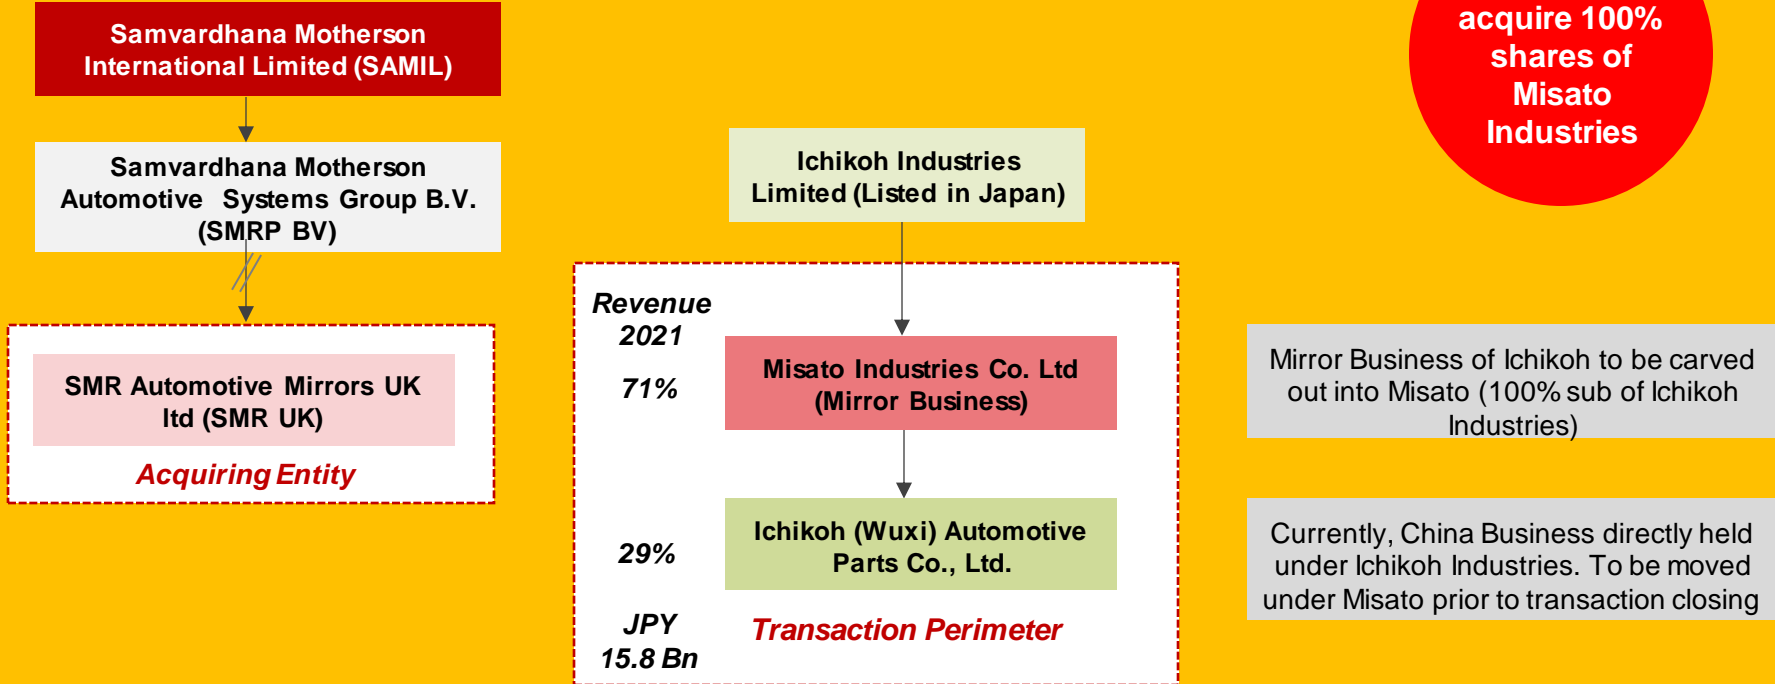 Samvardhana Motherson
International Limited (SAMIL)
Samvardhana Motherson
Automotive Systems Group B.V.
(SMRP BV)
SMR Automotive Mirrors UK
ltd (SMR UK)
Acquiring Entity
Ichikoh Industries
Limited (Listed in Japan)
Revenue
2021
71%
Misato Industries Co. Ltd
(Mirror Business)
29%
Ichikoh (Wuxi) Automotive
Parts Co., Ltd.
JPY
15.8 Bn
Transaction Perimeter
acquire 100%
shares of
Misato
Industries
Mirror Business of Ichikoh to be carved
out into Misato (100% sub of Ichikoh
Industries)
Currently, China Business directly held
under Ichikoh Industries. To be moved
under Misato prior to transaction closing